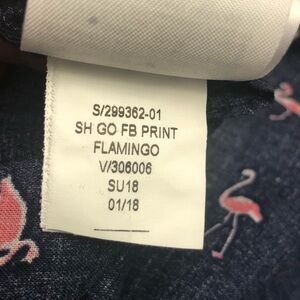 S/299362-01
SH GO FB PRINT
FLAMINGO
V/306006
SU18
01/18